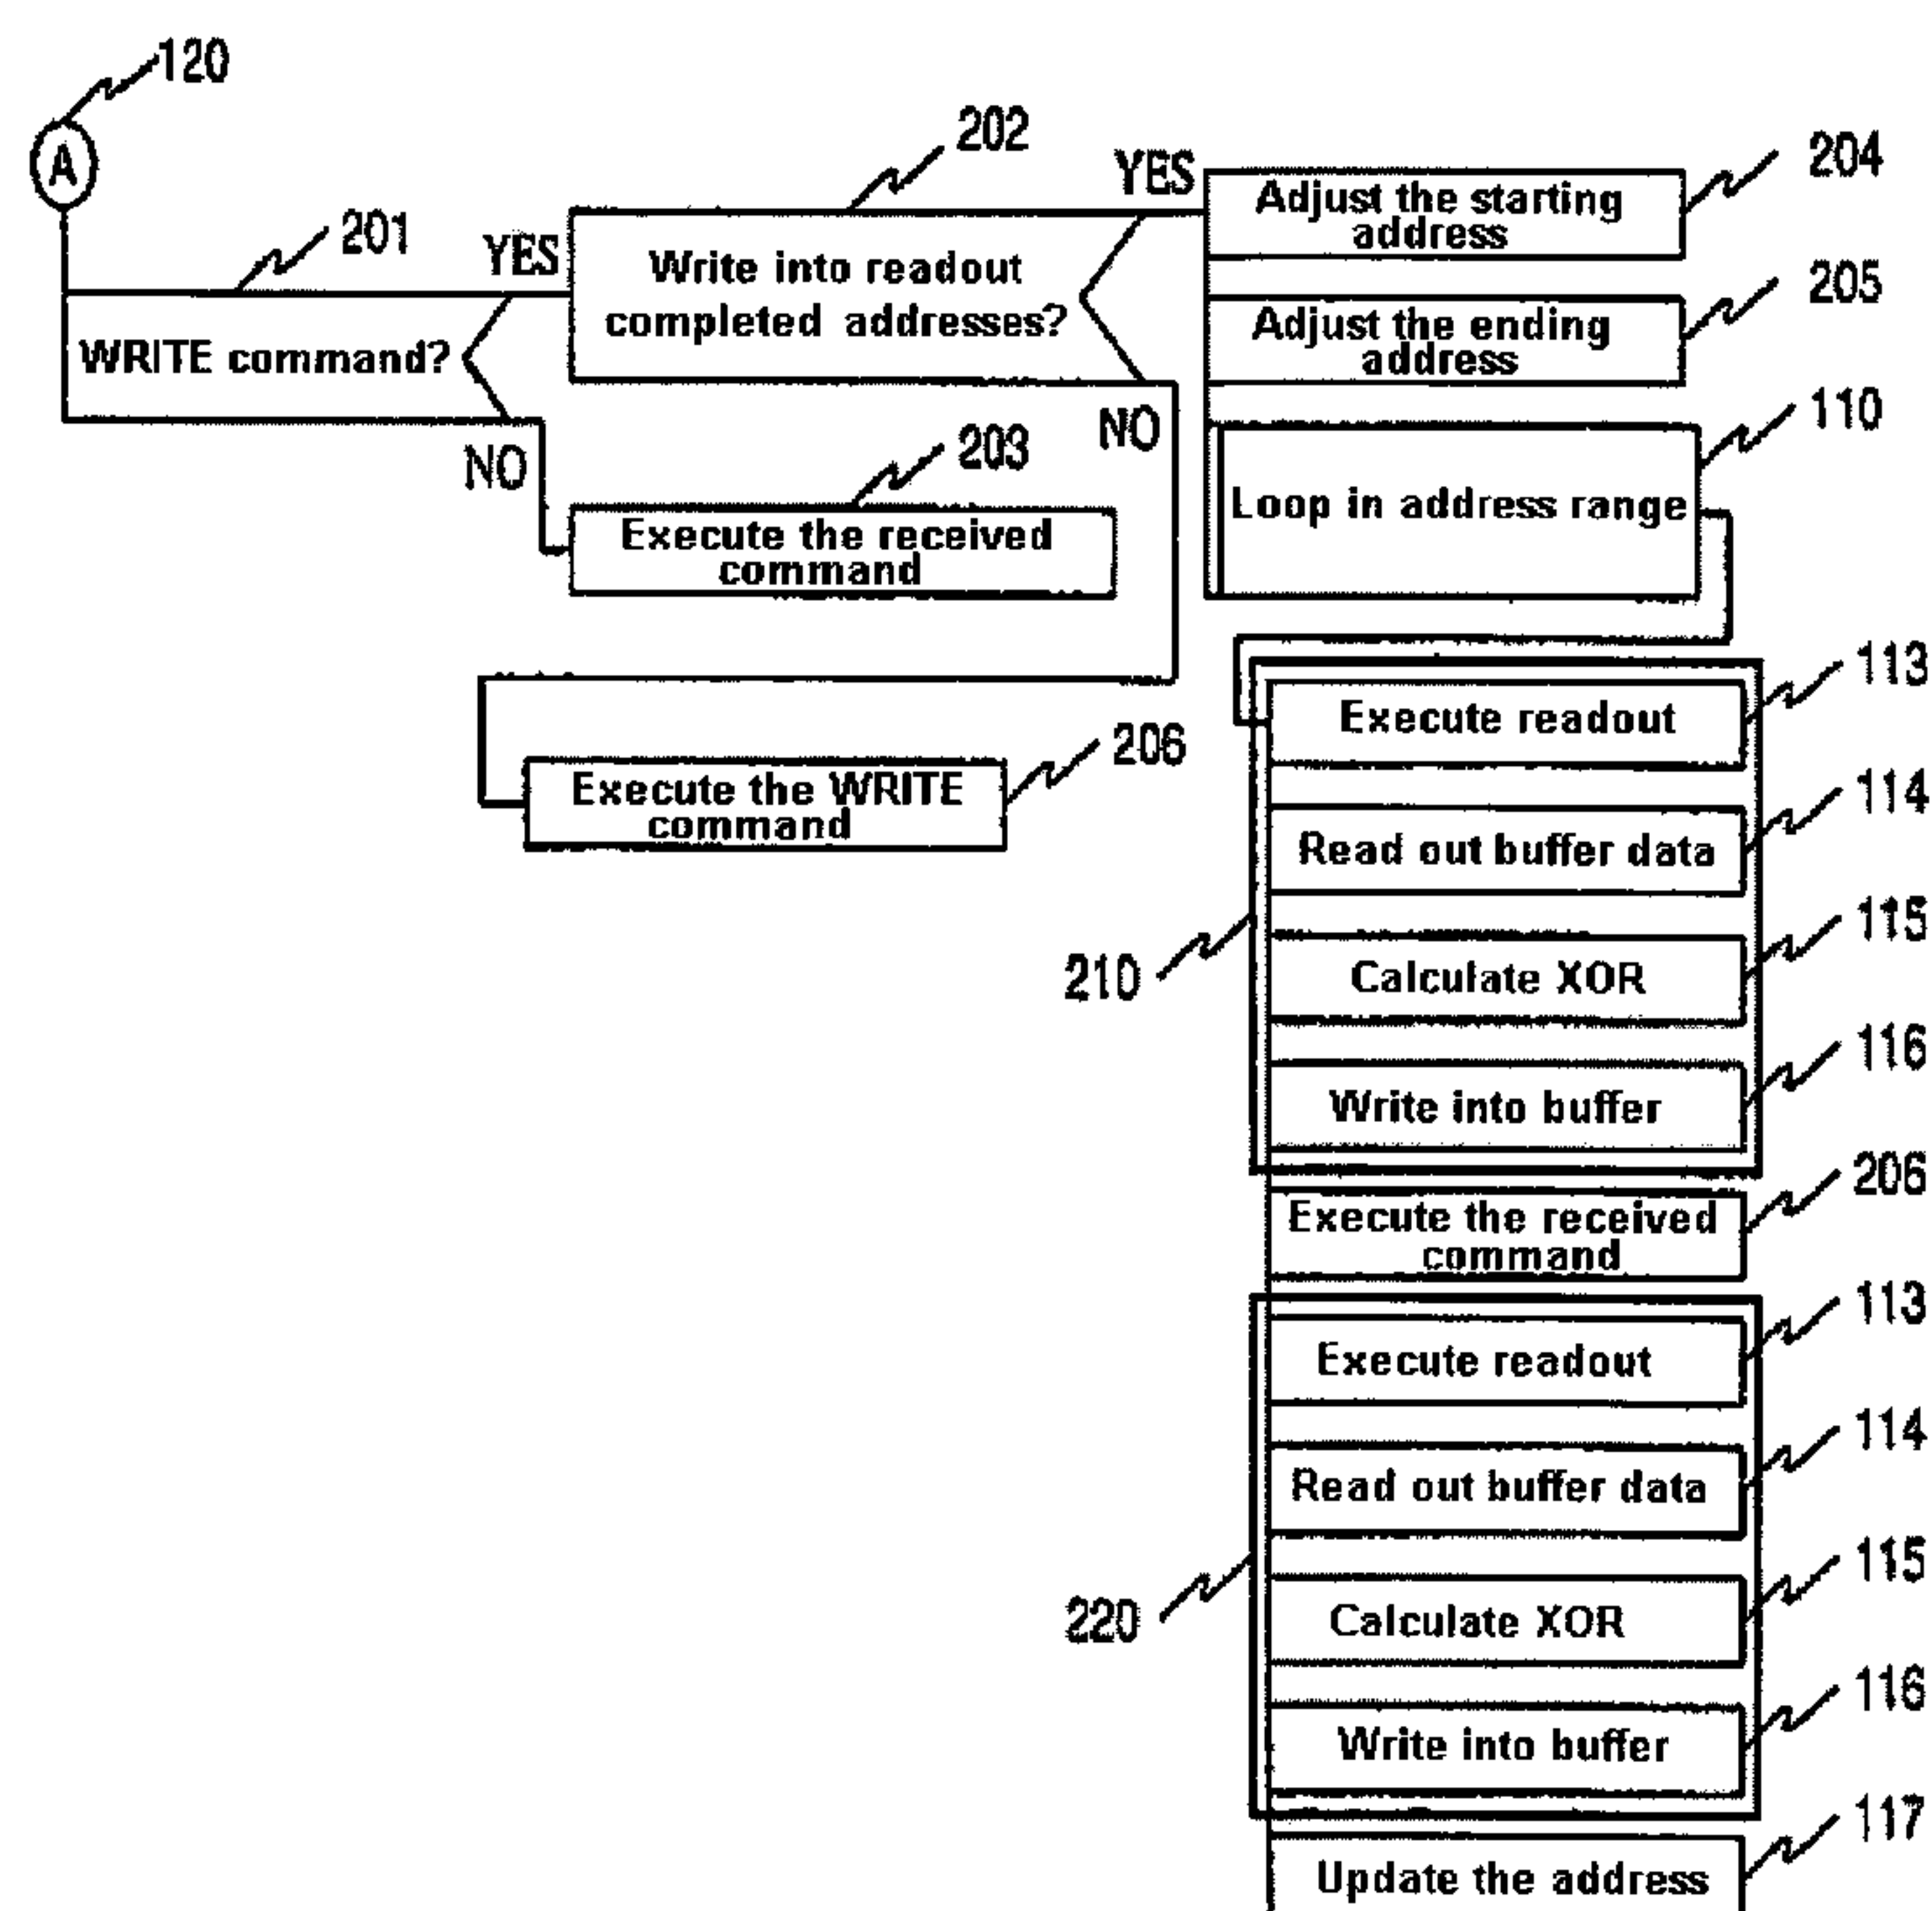 120
A
202
YES
204
Adjust the starting
address
201
YES
Write into readout
completed addresses?
205
Adjust the ending
address
WRITE command?
NO
110
NO
203
Loop in address range
Execute the received
command
113
Execute readout
206
Execute the WRITE
command
114
Read out buffer data
115
210
Calculate XOR
116
Write into buffer
206
Execute the received
command
113
Execute readout
114
Read out buffer data
115
220
Calculate XOR
116
Write into buffer
117
Update the address